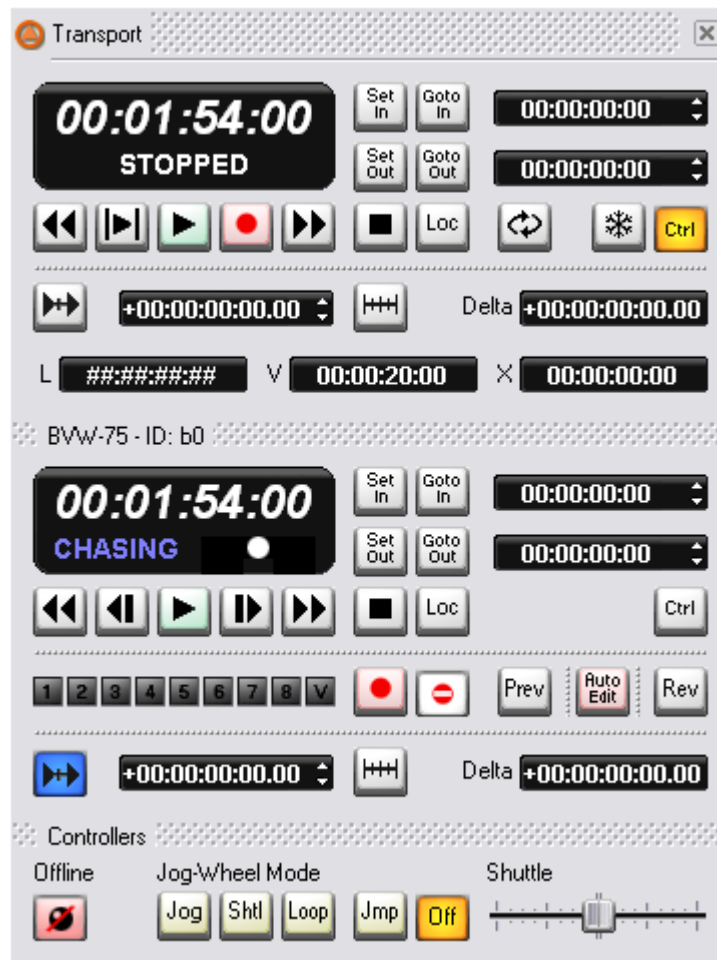 Transport
00:01:54:00
STOPPED
Set In
Goto In
00:00:00:00
Set Out
Goto Out
00:00:00:00
Loc
Ctrl
+00:00:00:00.00
Delta +00:00:00:00.00
L ##:##:##:## V 00:00:20:00 X 00:00:00:00
BVW-75 - ID: b0
00:01:54:00
CHASING
Set In
Goto In
00:00:00:00
Set Out
Goto Out
00:00:00:00
Loc
Ctrl
1 2 3 4 5 6 7 8 V
Prev
Auto Edit
Rev
+00:00:00:00.00
Delta +00:00:00:00.00
Controllers
Offline
Jog-Wheel Mode
Shuttle
Jog Shtl Loop Jmp Off